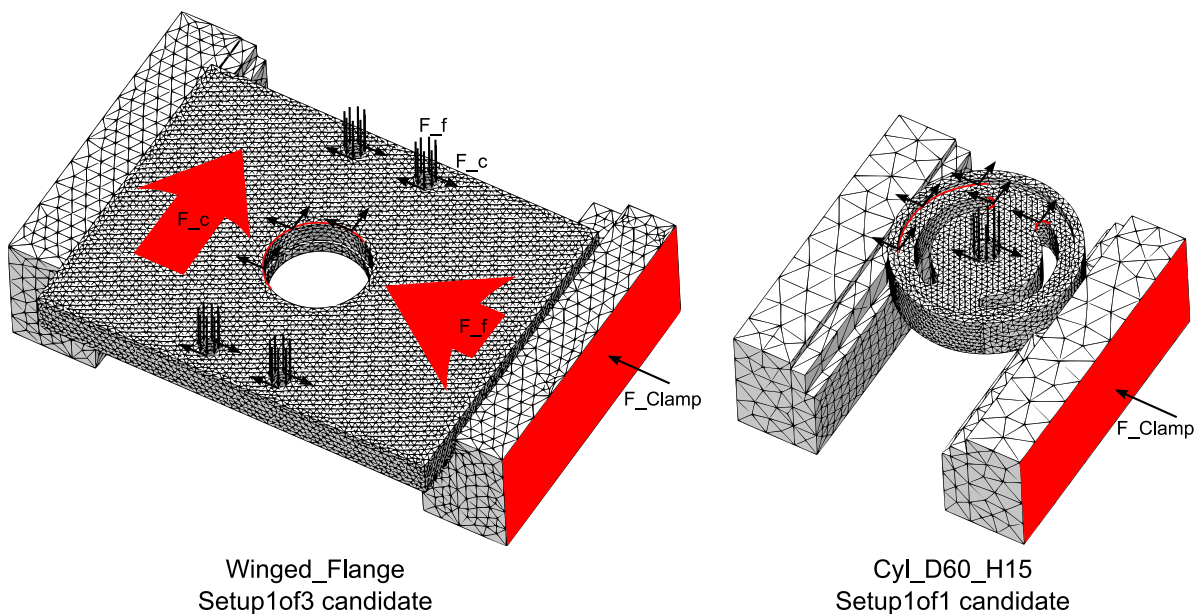 F_f
F_c
F_c
F_f
F_Clamp
F_Clamp
Winged_Flange
Setup1of3 candidate
Cyl_D60_H15
Setup1of1 candidate